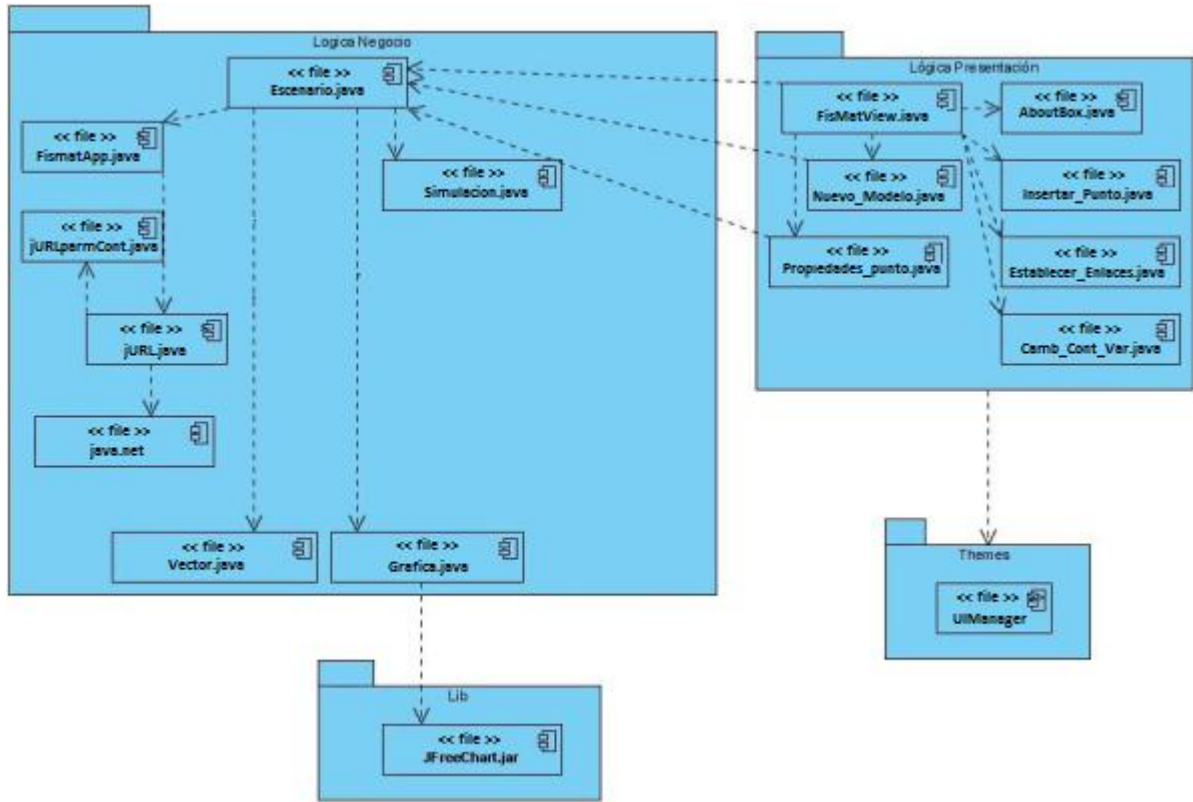 Logica Negocio
<< file >>
Escenario.java
<< file >>
FismatApp.java
<< file >>
Simulacion.java
<< file >>
jURLparmCont.java
<< file >>
jURL.java
<< file >>
java.net
<< file >>
Vector.java
<< file >>
Grafica.java
Lógica Presentación
<< file >>
FisMatView.java
<< file >>
AboutBox.java
<< file >>
Nuevo_Modelo.java
<< file >>
Insertar_Punto.java
<< file >>
Propiedades_punto.java
<< file >>
Establecer_Enlaces.java
<< file >>
Camb_Cont_Var.java
Themes
<< file >>
UIManager
Lib
<< file >>
JFreeChart.jar